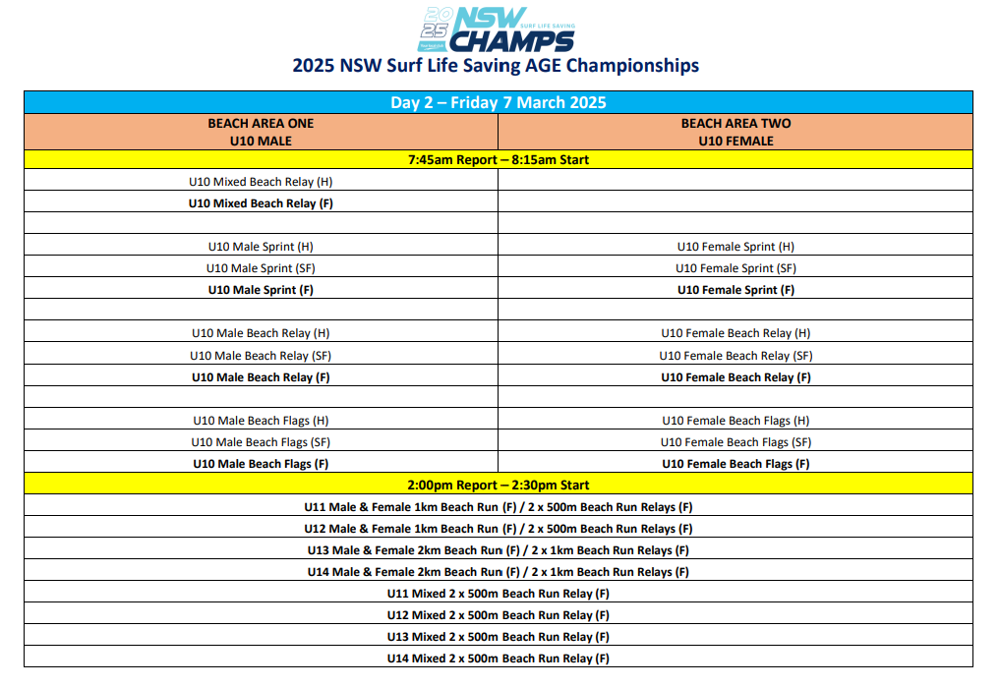 2025 NSW SURF LIFE SAVING
CHAMPS
2025 NSW Surf Life Saving AGE Championships
Day 2 – Friday 7 March 2025
BEACH AREA ONE
U10 MALE
BEACH AREA TWO
U10 FEMALE
7:45am Report – 8:15am Start
U10 Mixed Beach Relay (H)
U10 Mixed Beach Relay (F)
U10 Male Sprint (H)
U10 Female Sprint (H)
U10 Male Sprint (SF)
U10 Female Sprint (SF)
U10 Male Sprint (F)
U10 Female Sprint (F)
U10 Male Beach Relay (H)
U10 Female Beach Relay (H)
U10 Male Beach Relay (SF)
U10 Female Beach Relay (SF)
U10 Male Beach Relay (F)
U10 Female Beach Relay (F)
U10 Male Beach Flags (H)
U10 Female Beach Flags (H)
U10 Male Beach Flags (SF)
U10 Female Beach Flags (SF)
U10 Male Beach Flags (F)
U10 Female Beach Flags (F)
2:00pm Report – 2:30pm Start
U11 Male & Female 1km Beach Run (F) / 2 x 500m Beach Run Relays (F)
U12 Male & Female 1km Beach Run (F) / 2 x 500m Beach Run Relays (F)
U13 Male & Female 2km Beach Run (F) / 2 x 1km Beach Run Relays (F)
U14 Male & Female 2km Beach Run (F) / 2 x 1km Beach Run Relays (F)
U11 Mixed 2 x 500m Beach Run Relay (F)
U12 Mixed 2 x 500m Beach Run Relay (F)
U13 Mixed 2 x 500m Beach Run Relay (F)
U14 Mixed 2 x 500m Beach Run Relay (F)